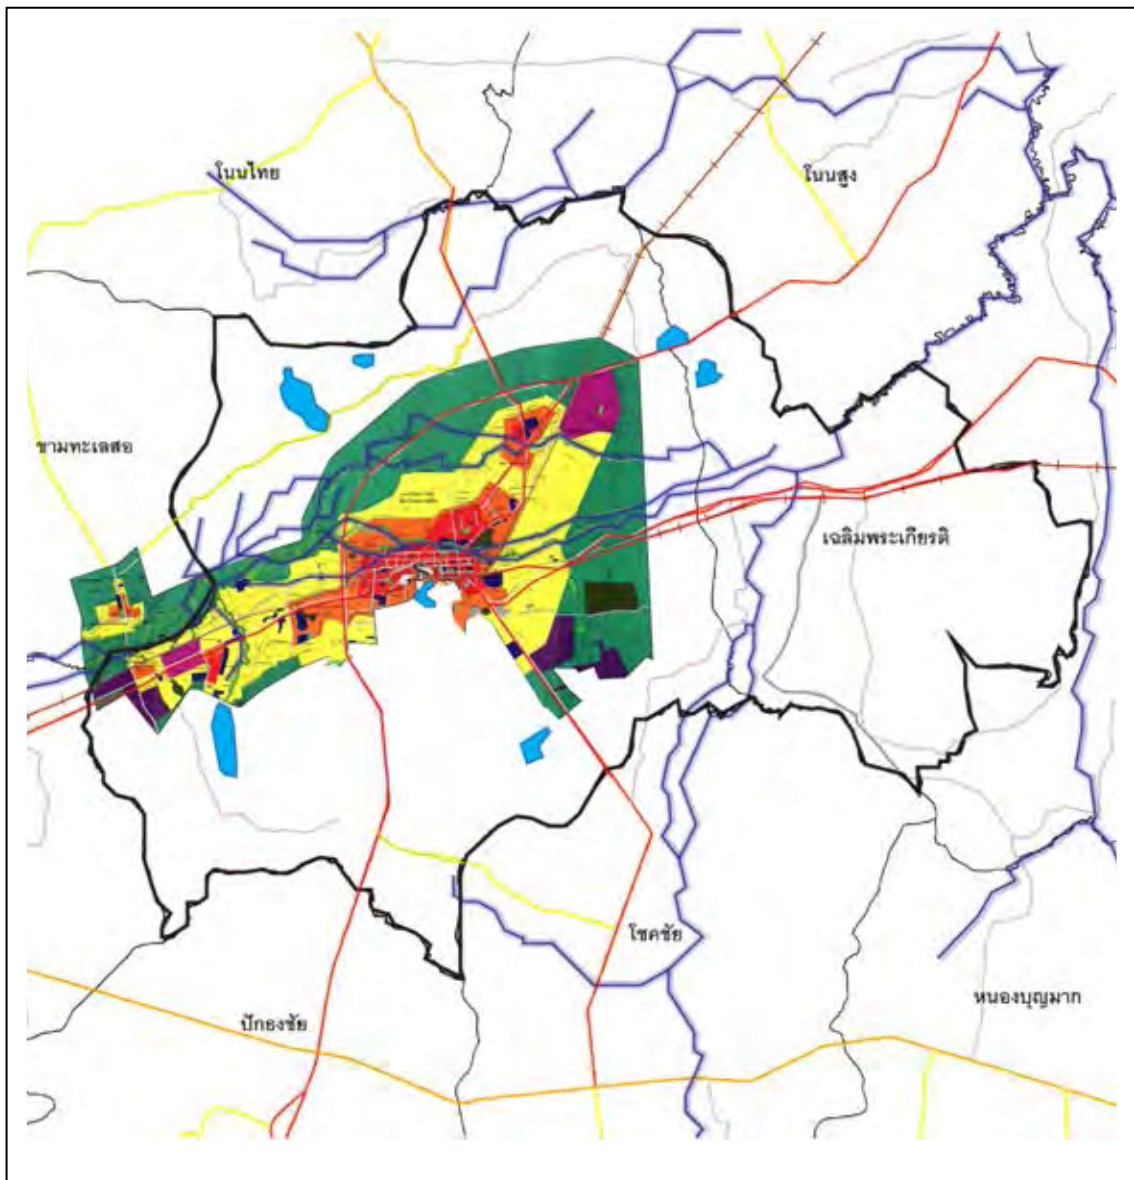 โนนไทย
โนนสูง
ขามทะเลสอ
เฉลิมพระเกียรติ
โชคชัย
หนองบุญมาก
ปักธงชัย